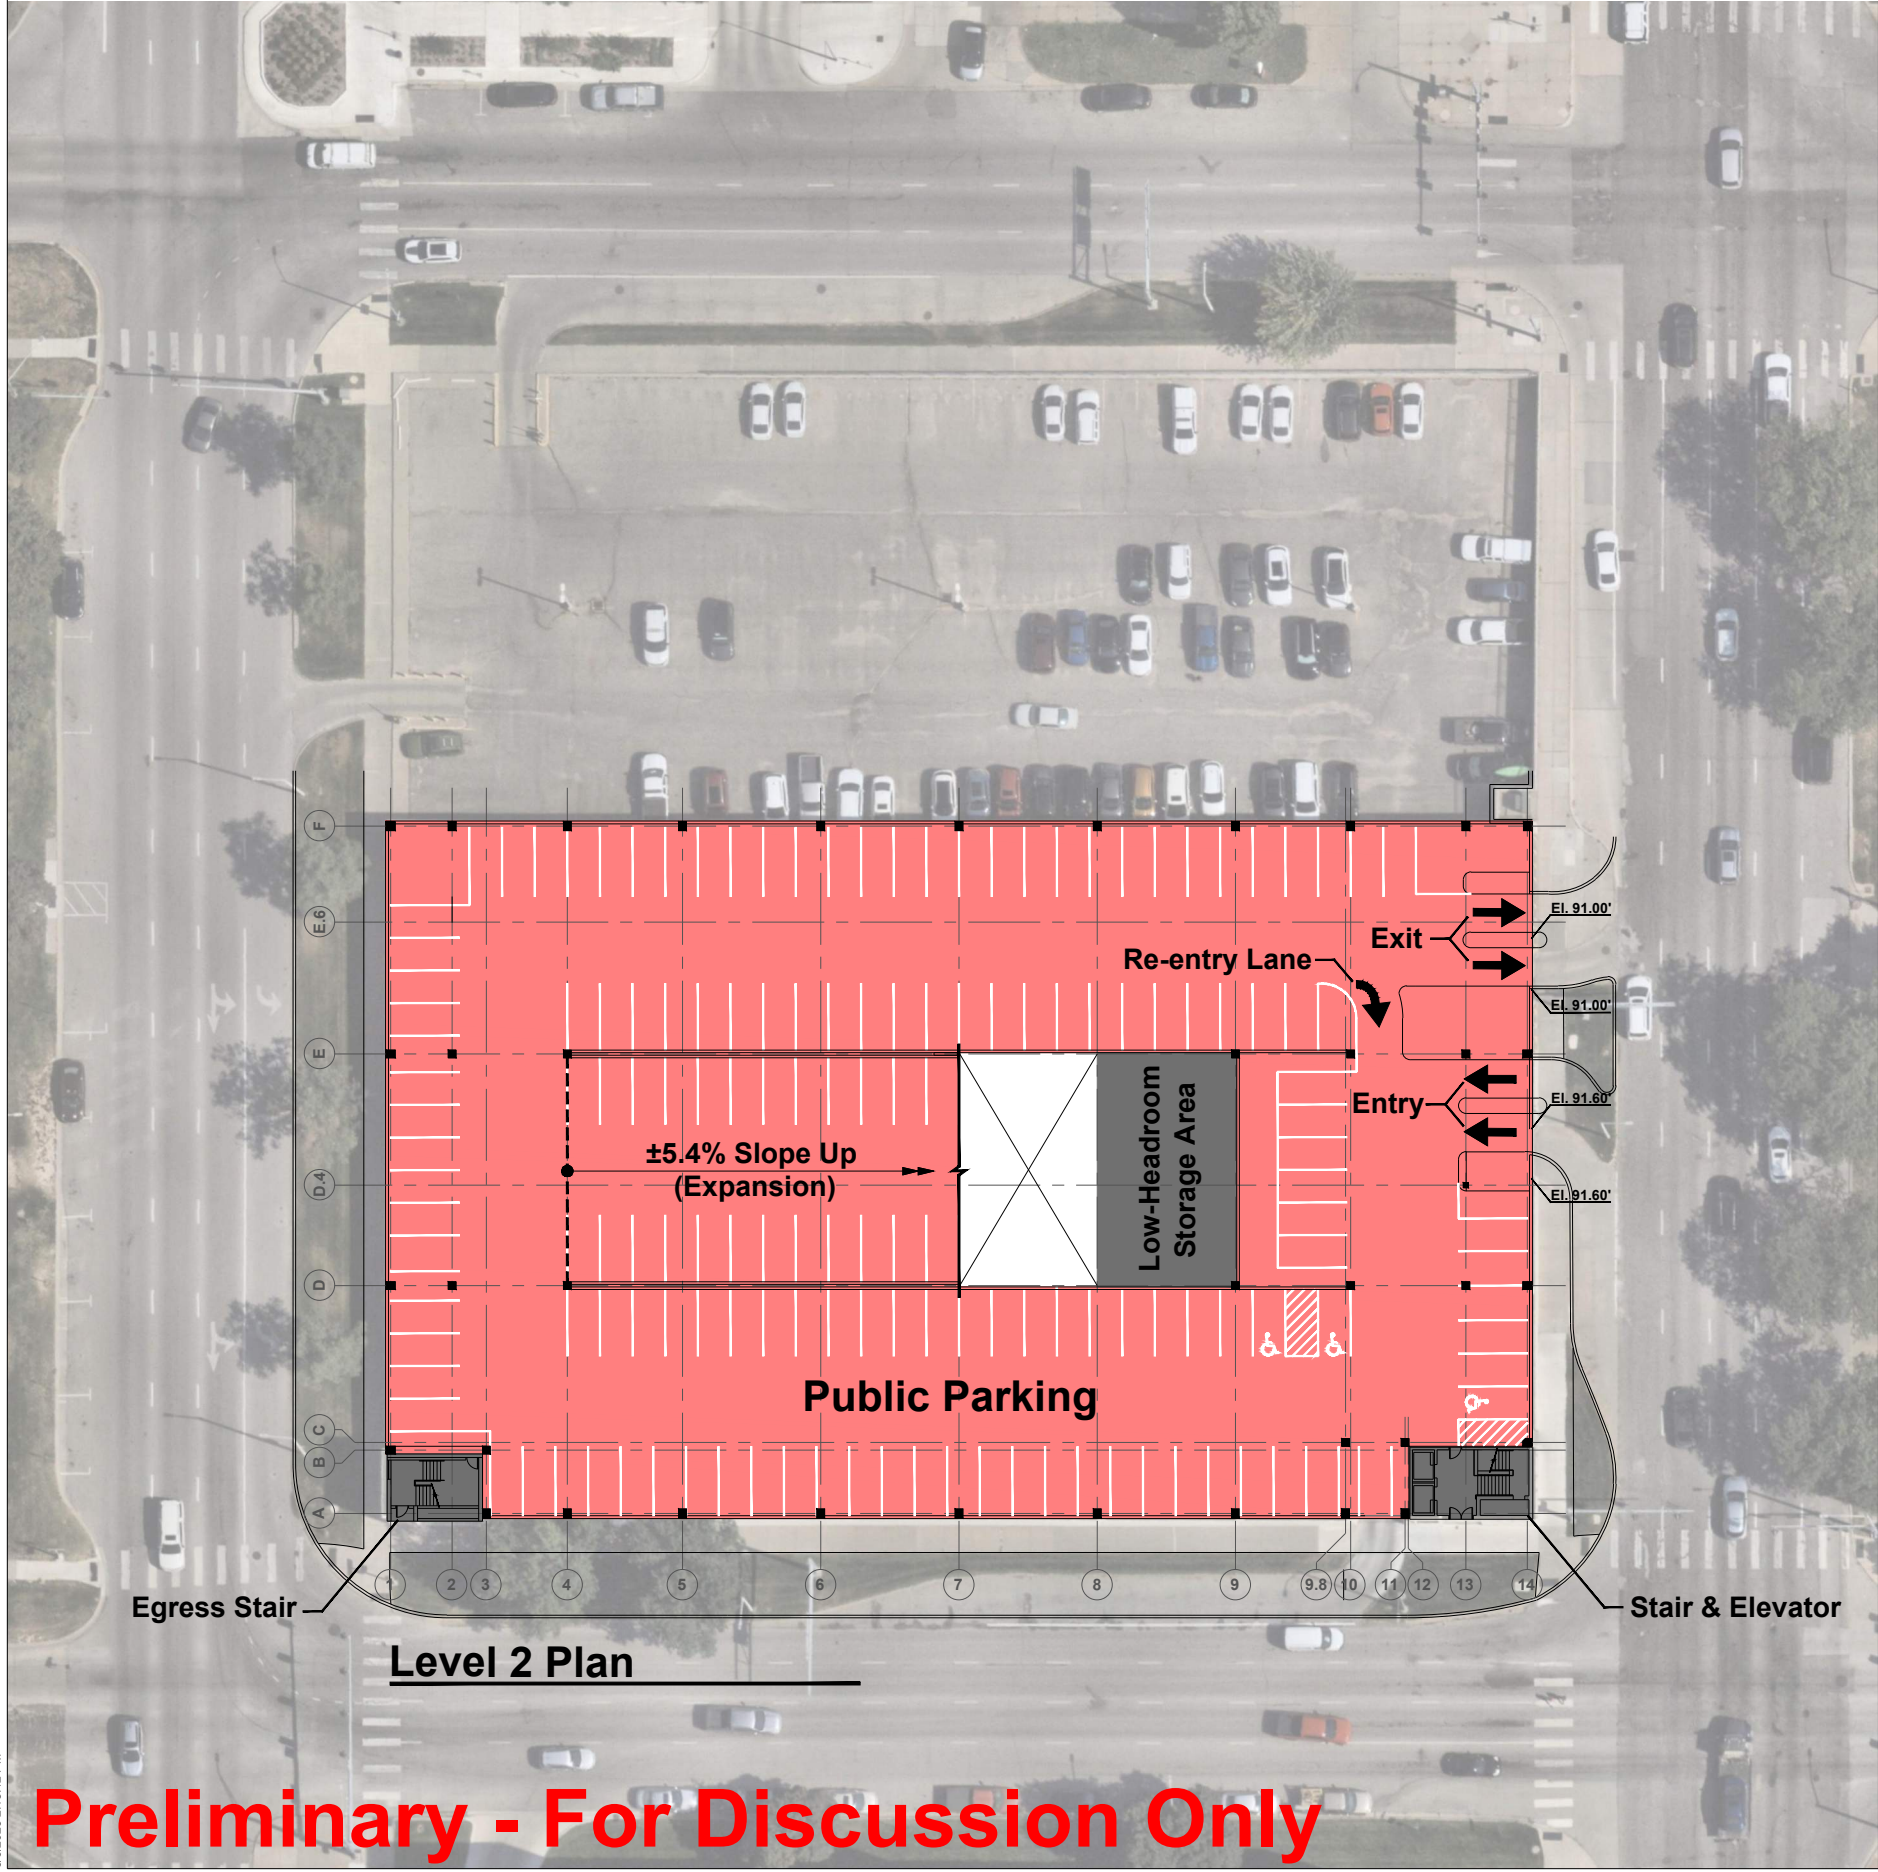 F
E.6
El. 91.00'
Exit
Re-entry Lane
El. 91.00'
E
Low-Headroom
Storage Area
Entry
El. 91.60'
±5.4% Slope Up
(Expansion)
D.4
El. 91.60'
D
Public Parking
C
B
A
1 2 3 4 5 6 7 8 9 9.8 10 11 12 13 14
Egress Stair
Stair & Elevator
Level 2 Plan
Preliminary - For Discussion Only